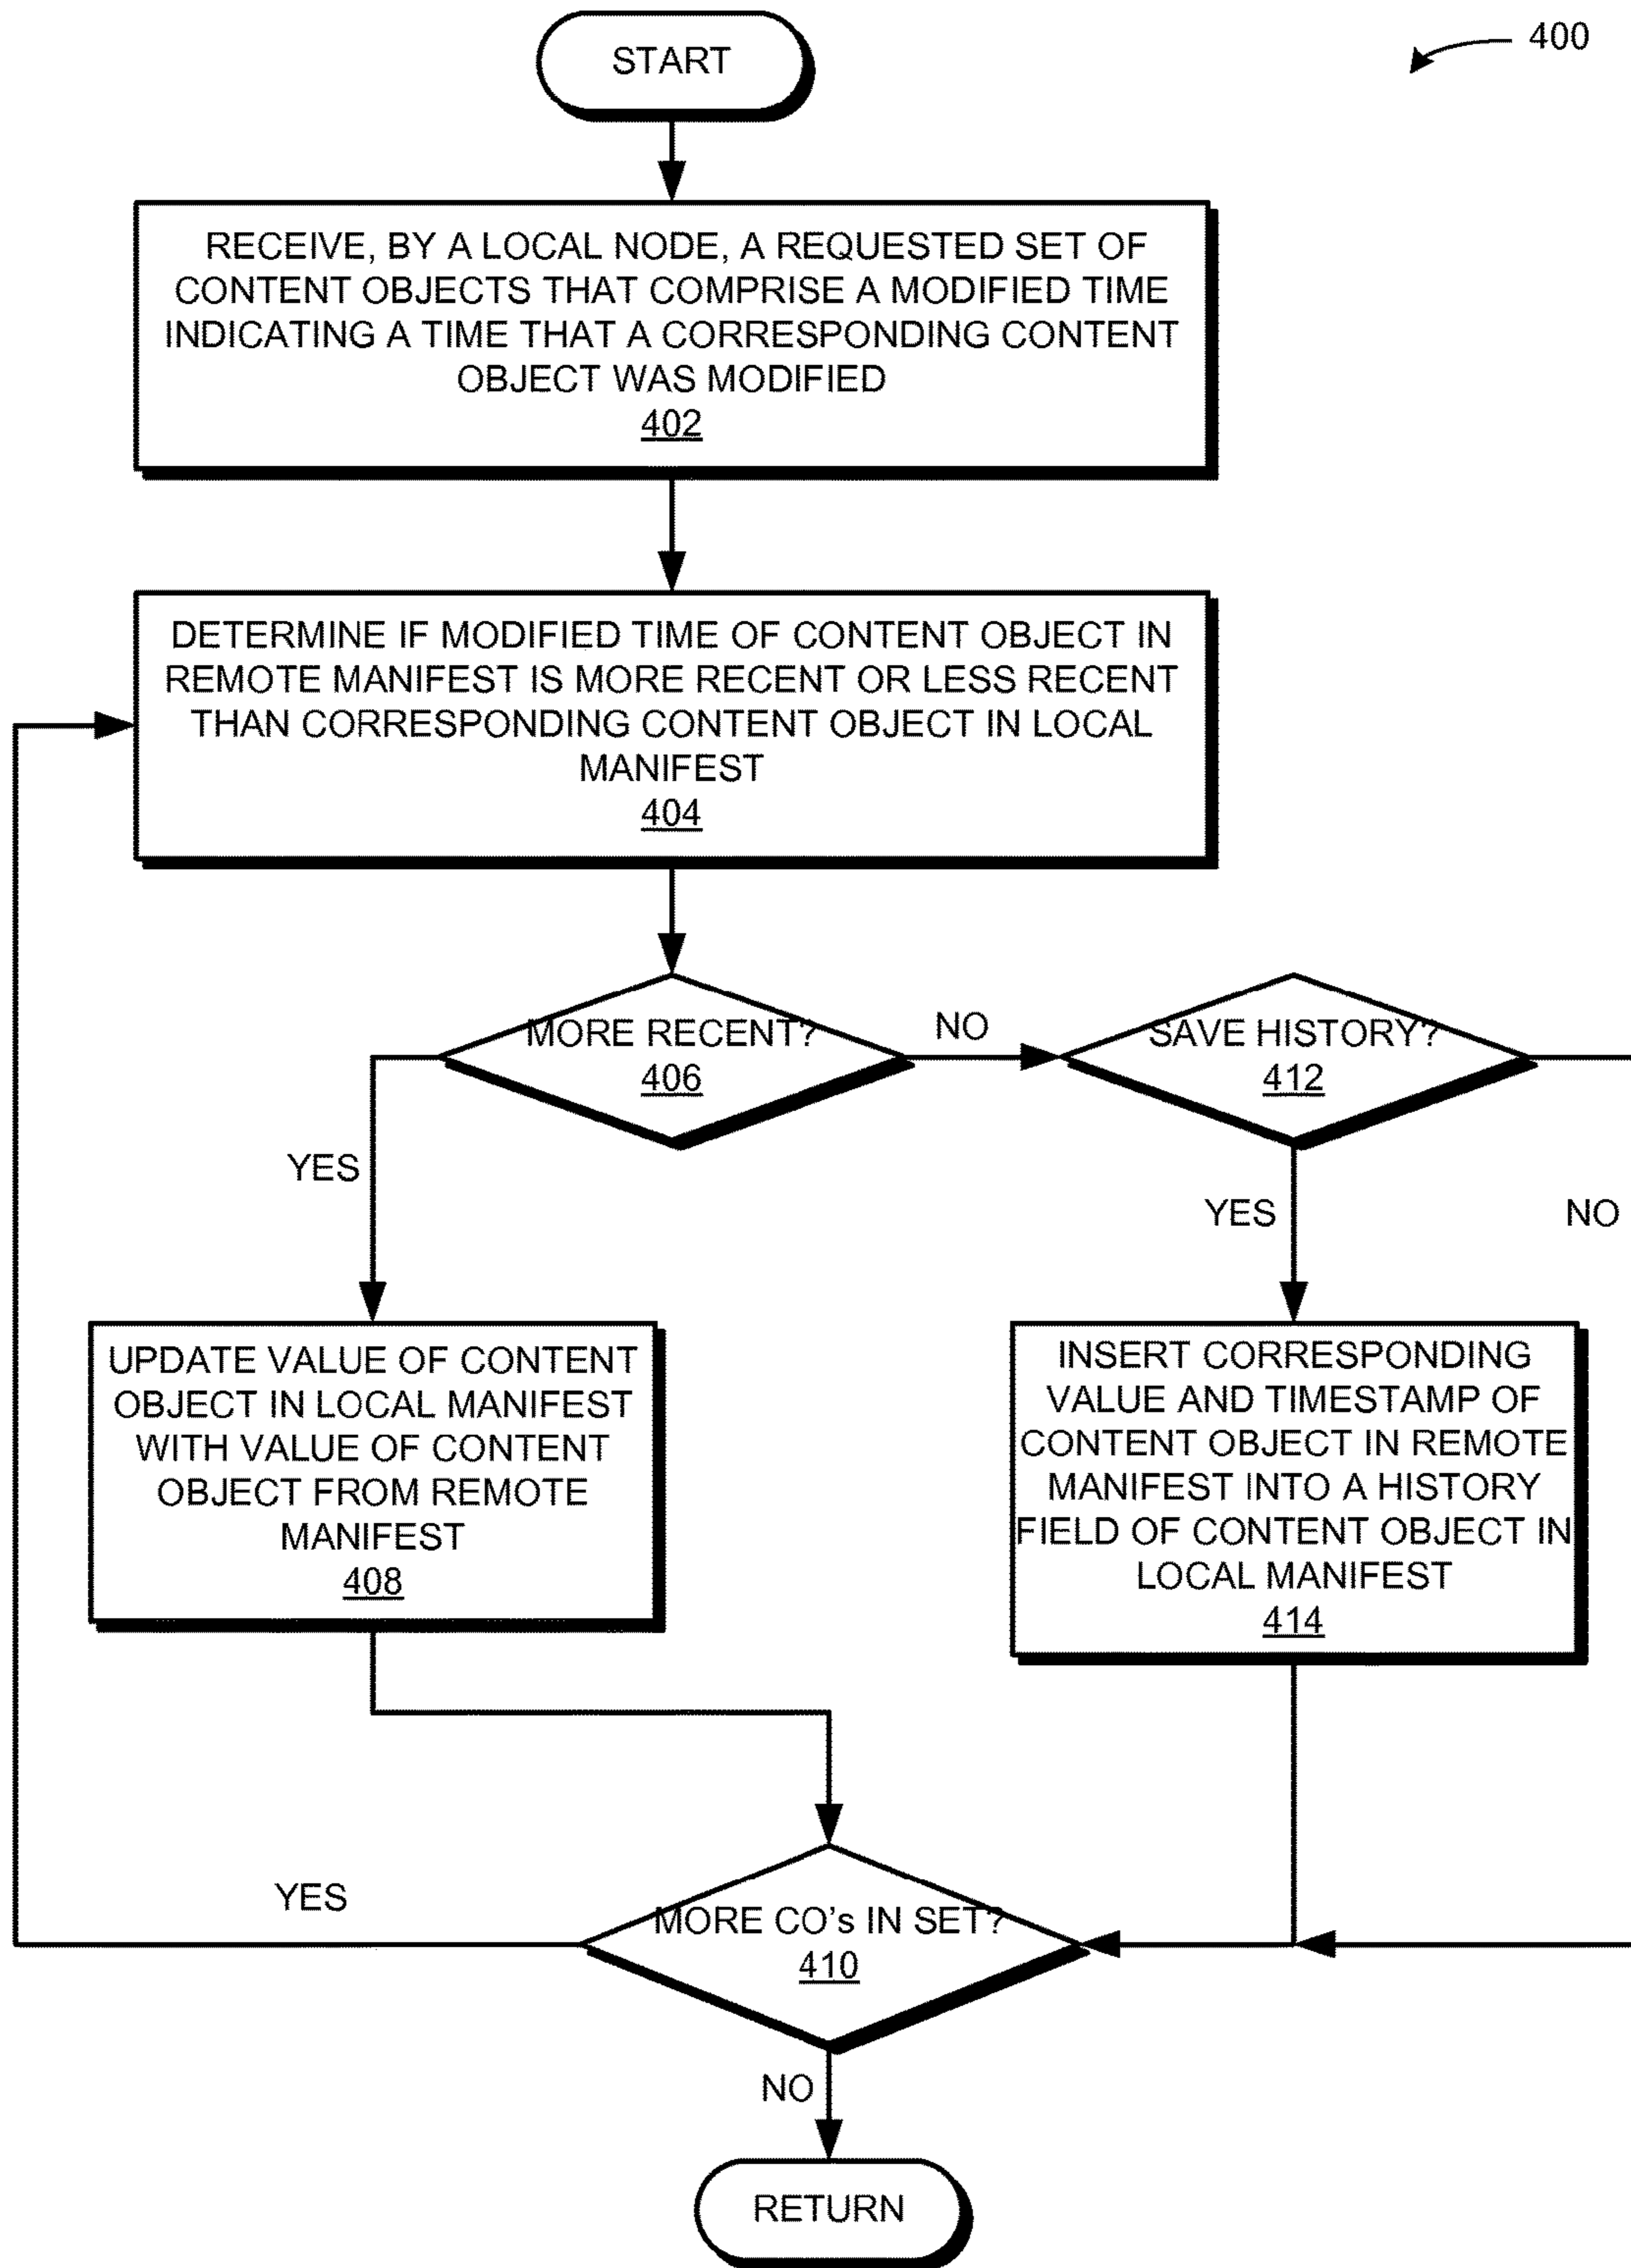 START
400
RECEIVE, BY A LOCAL NODE, A REQUESTED SET OF
CONTENT OBJECTS THAT COMPRISE A MODIFIED TIME
INDICATING A TIME THAT A CORRESPONDING CONTENT
OBJECT WAS MODIFIED
402
DETERMINE IF MODIFIED TIME OF CONTENT OBJECT IN
REMOTE MANIFEST IS MORE RECENT OR LESS RECENT
THAN CORRESPONDING CONTENT OBJECT IN LOCAL
MANIFEST
404
MORE RECENT?
406
NO
SAVE HISTORY?
412
YES
YES
NO
UPDATE VALUE OF CONTENT
OBJECT IN LOCAL MANIFEST
WITH VALUE OF CONTENT
OBJECT FROM REMOTE
MANIFEST
408
INSERT CORRESPONDING
VALUE AND TIMESTAMP OF
CONTENT OBJECT IN REMOTE
MANIFEST INTO A HISTORY
FIELD OF CONTENT OBJECT IN
LOCAL MANIFEST
414
YES
MORE CO's IN SET?
410
NO
RETURN